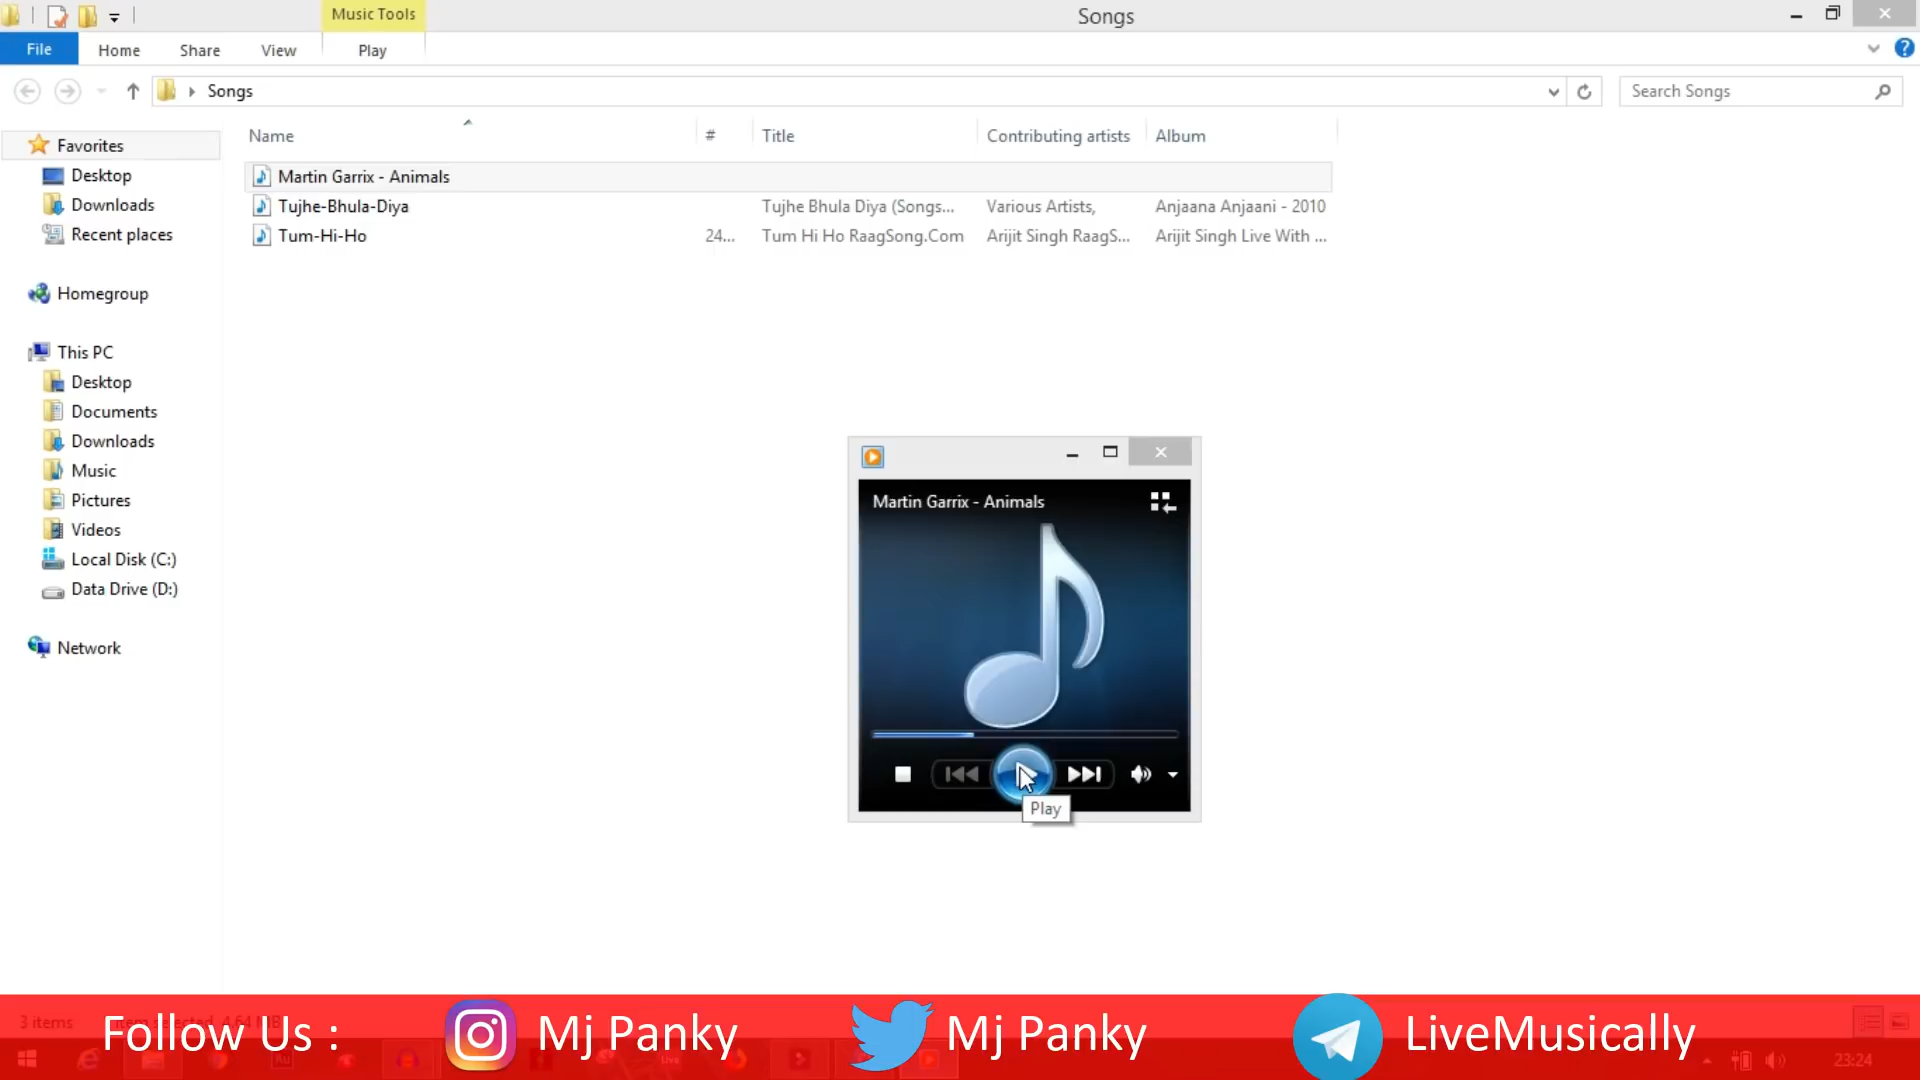 Music Tools
Songs
File Home Share View Play
Songs
Search Songs
Name # Title Contributing artists Album
Favorites
Desktop
Downloads
Recent places
Homegroup
This PC
Desktop
Documents
Downloads
Music
Pictures
Videos
Local Disk (C:)
Data Drive (D:)
Network
Martin Garrix - Animals
Tujhe-Bhula-Diya Tujhe Bhula Diya (Songs... Various Artists, Anjaana Anjaani - 2010
Tum-Hi-Ho 24... Tum Hi Ho RaagSong.Com Arijit Singh RaagS... Arijit Singh Live With ...
Martin Garrix - Animals
Play
3 items
Follow Us : Mj Panky Mj Panky LiveMusically
23:24